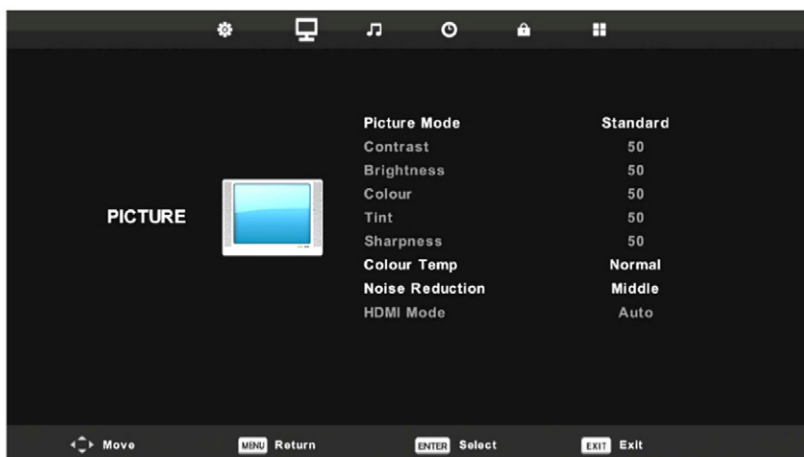 PICTURE
Picture Mode Standard
Contrast 50
Brightness 50
Colour 50
Tint 50
Sharpness 50
Colour Temp Normal
Noise Reduction Middle
HDMI Mode Auto
Move MENU Return ENTER Select EXIT Exit